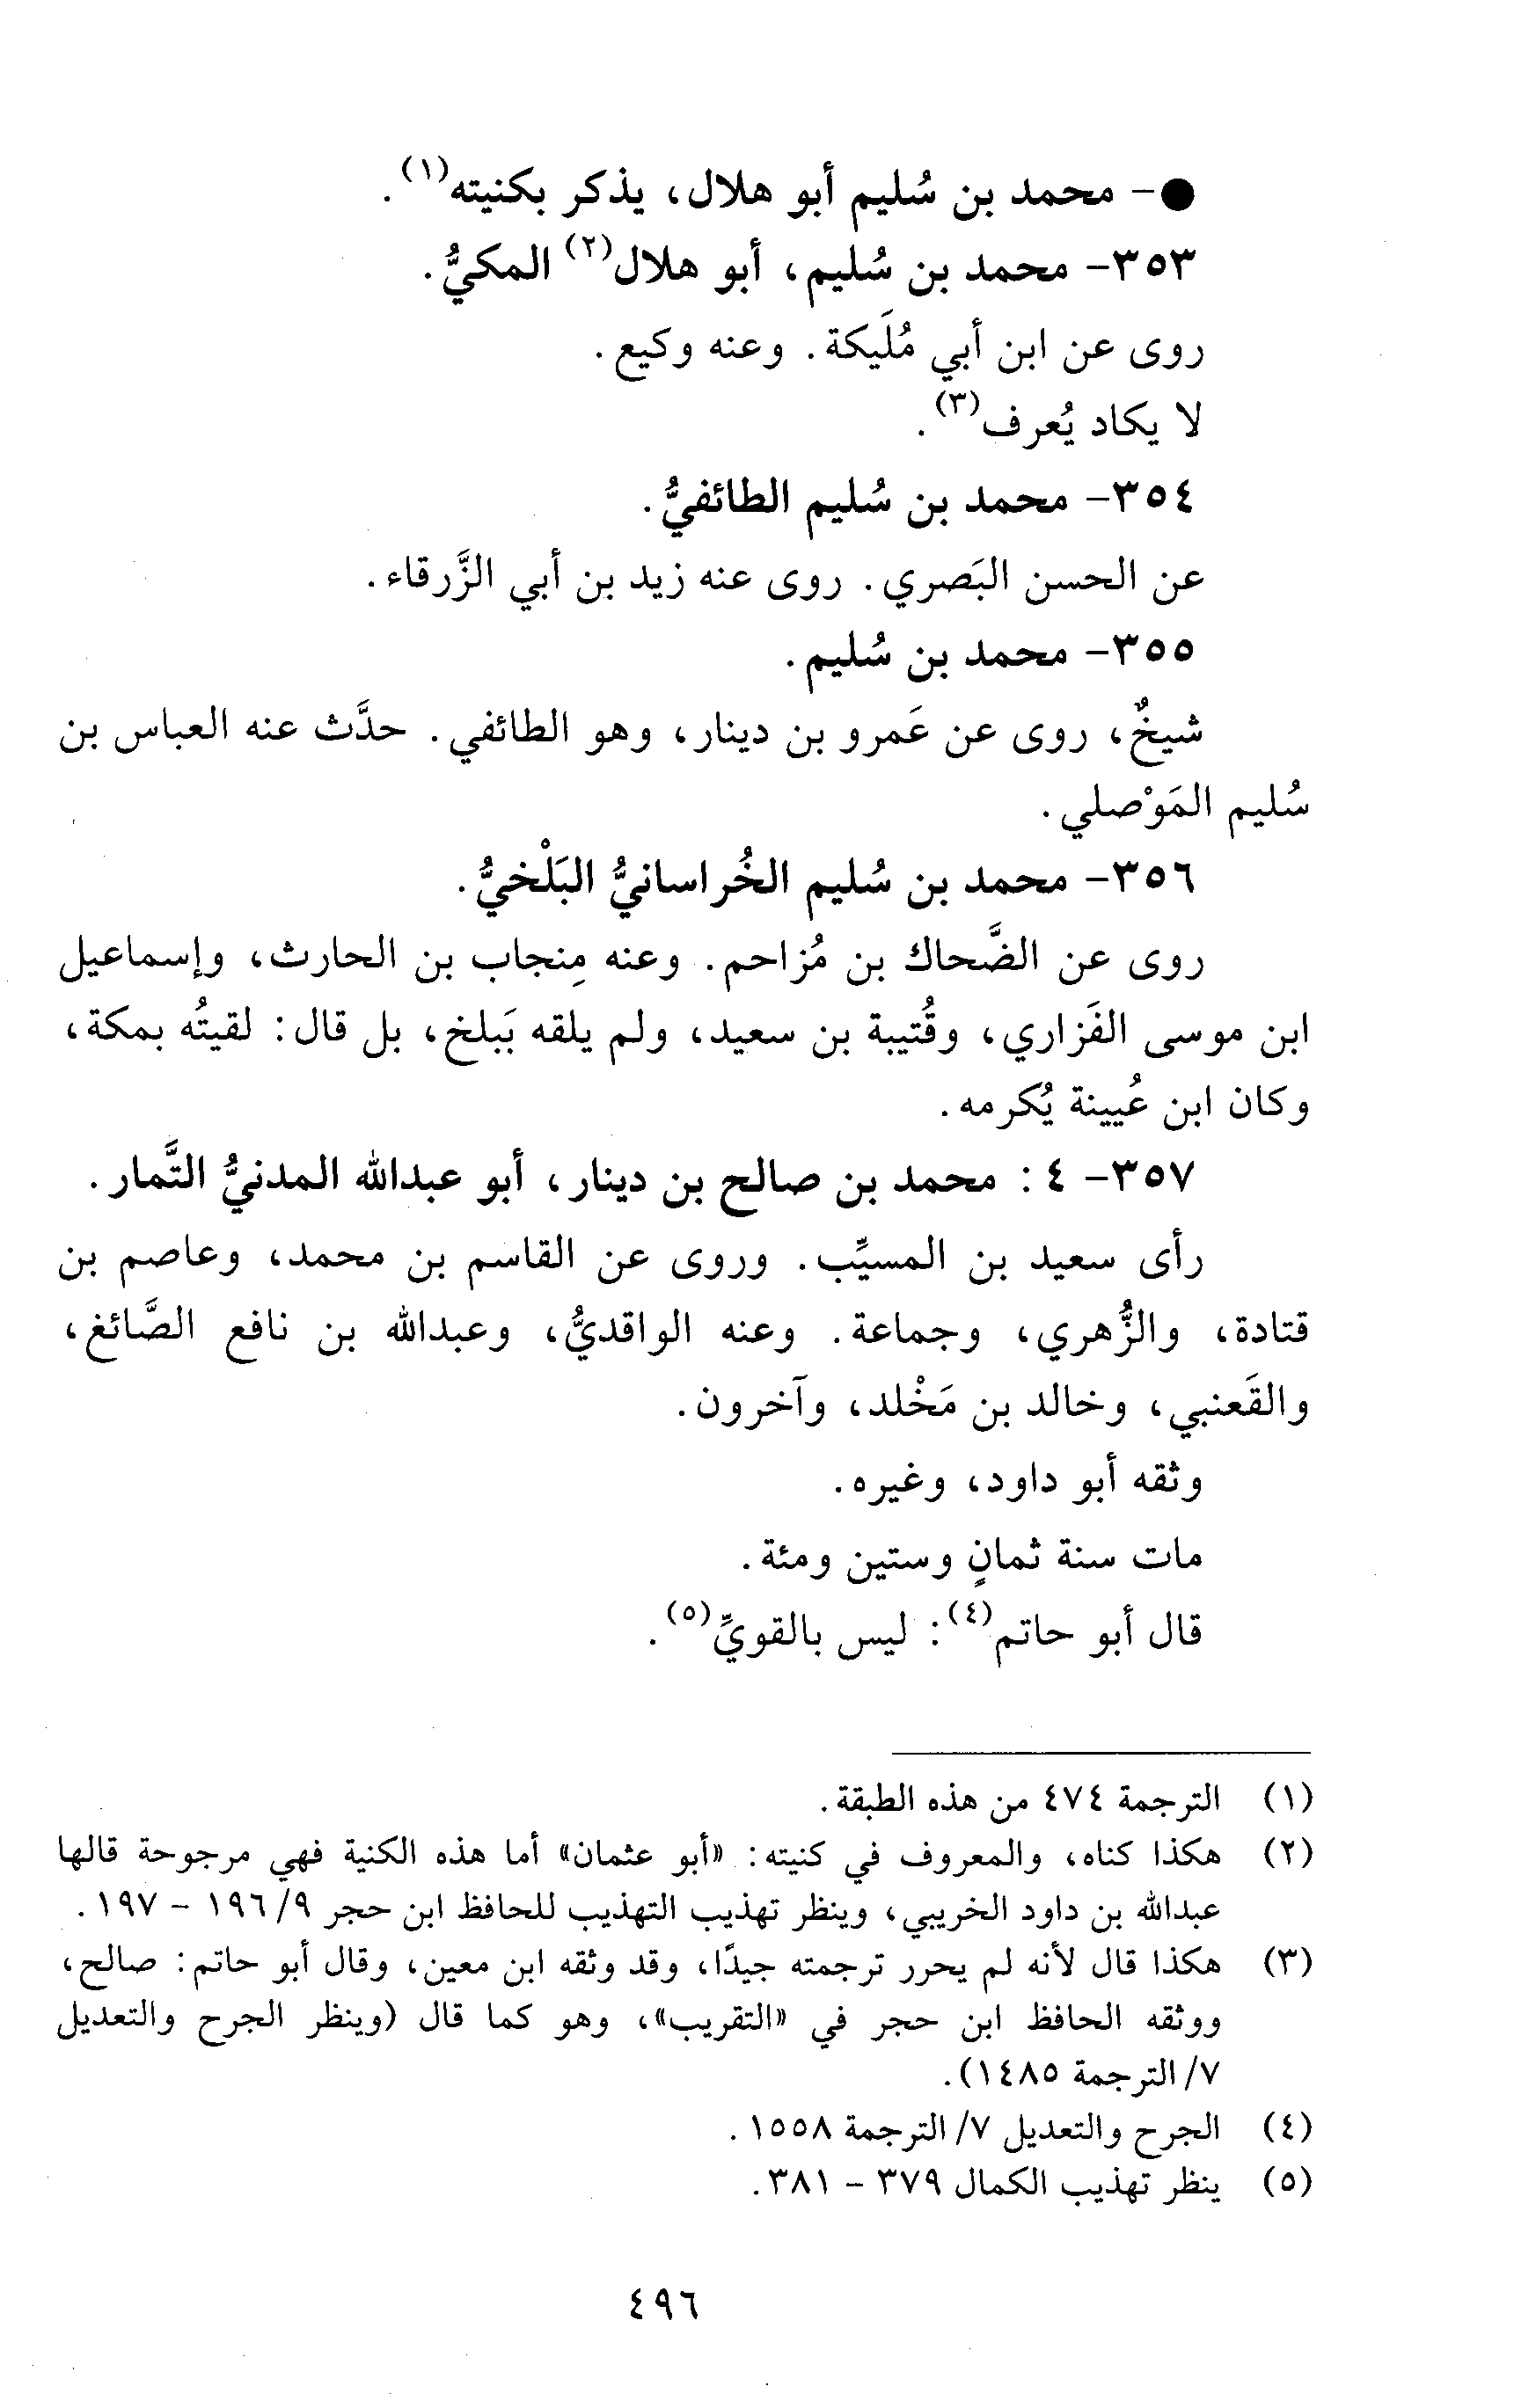 ●- محمد بن سُليم أبو هلال، يذكر بكنيته(١).
٣٥٣- محمد بن سُليم، أبو هلال(٢) المكيُّ.
روى عن ابن أبي مُلَيكة. وعنه وكيع.
لا يكاد يُعرف(٣).
٣٥٤- محمد بن سُليم الطائفيُّ.
عن الحسن البَصري. روى عنه زيد بن أبي الزَّرقاء.
٣٥٥- محمد بن سُليم.
شيخٌ، روى عن عَمرو بن دينار، وهو الطائفي. حدَّث عنه العباس بن
سُليم المَوْصلي.
٣٥٦- محمد بن سُليم الخُراسانيُّ البَلْخيُّ.
روى عن الضَّحاك بن مُزاحم. وعنه مِنجاب بن الحارث، وإسماعيل
ابن موسى الفَزاري، وقُتيبة بن سعيد، ولم يلقه بَبلخ، بل قال: لقيتُه بمكة،
وكان ابن عُيينة يُكرمه.
٣٥٧- ٤: محمد بن صالح بن دينار، أبو عبدالله المدنيُّ التَّمار.
رأى سعيد بن المسيِّب. وروى عن القاسم بن محمد، وعاصم بن
قتادة، والزُّهري، وجماعة. وعنه الواقديُّ، وعبدالله بن نافع الصَّائغ،
والقَعنبي، وخالد بن مَخْلد، وآخرون.
وثقه أبو داود، وغيره.
مات سنة ثمانٍ وستين ومئة.
قال أبو حاتم(٤): ليس بالقويِّ(٥).
(١) الترجمة ٤٧٤ من هذه الطبقة.
(٢) هكذا كناه، والمعروف في كنيته: «أبو عثمان» أما هذه الكنية فهي مرجوحة قالها
عبدالله بن داود الخريبي، وينظر تهذيب التهذيب للحافظ ابن حجر ٩/ ١٩٦ - ١٩٧.
(٣) هكذا قال لأنه لم يحرر ترجمته جيدًا، وقد وثقه ابن معين، وقال أبو حاتم: صالح،
ووثقه الحافظ ابن حجر في «التقريب»، وهو كما قال (وينظر الجرح والتعديل
٧/ الترجمة ١٤٨٥).
(٤) الجرح والتعديل ٧/ الترجمة ١٥٥٨.
(٥) ينظر تهذيب الكمال ٣٧٩ - ٣٨١.
٤٩٦